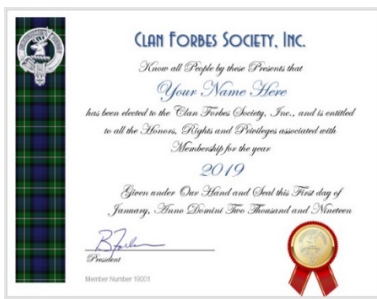 CLAN FORBES SOCIETY, INC.
Know all People by these Presents that
Your Name Here
has been elected to the Clan Forbes Society, Inc., and is entitled
to all the Honors, Rights and Privileges associated with
Membership for the year
2019
Given under Our Hand and Seal this First day of
January, Anno Domini Two Thousand and Nineteen
President
Member Number 19001